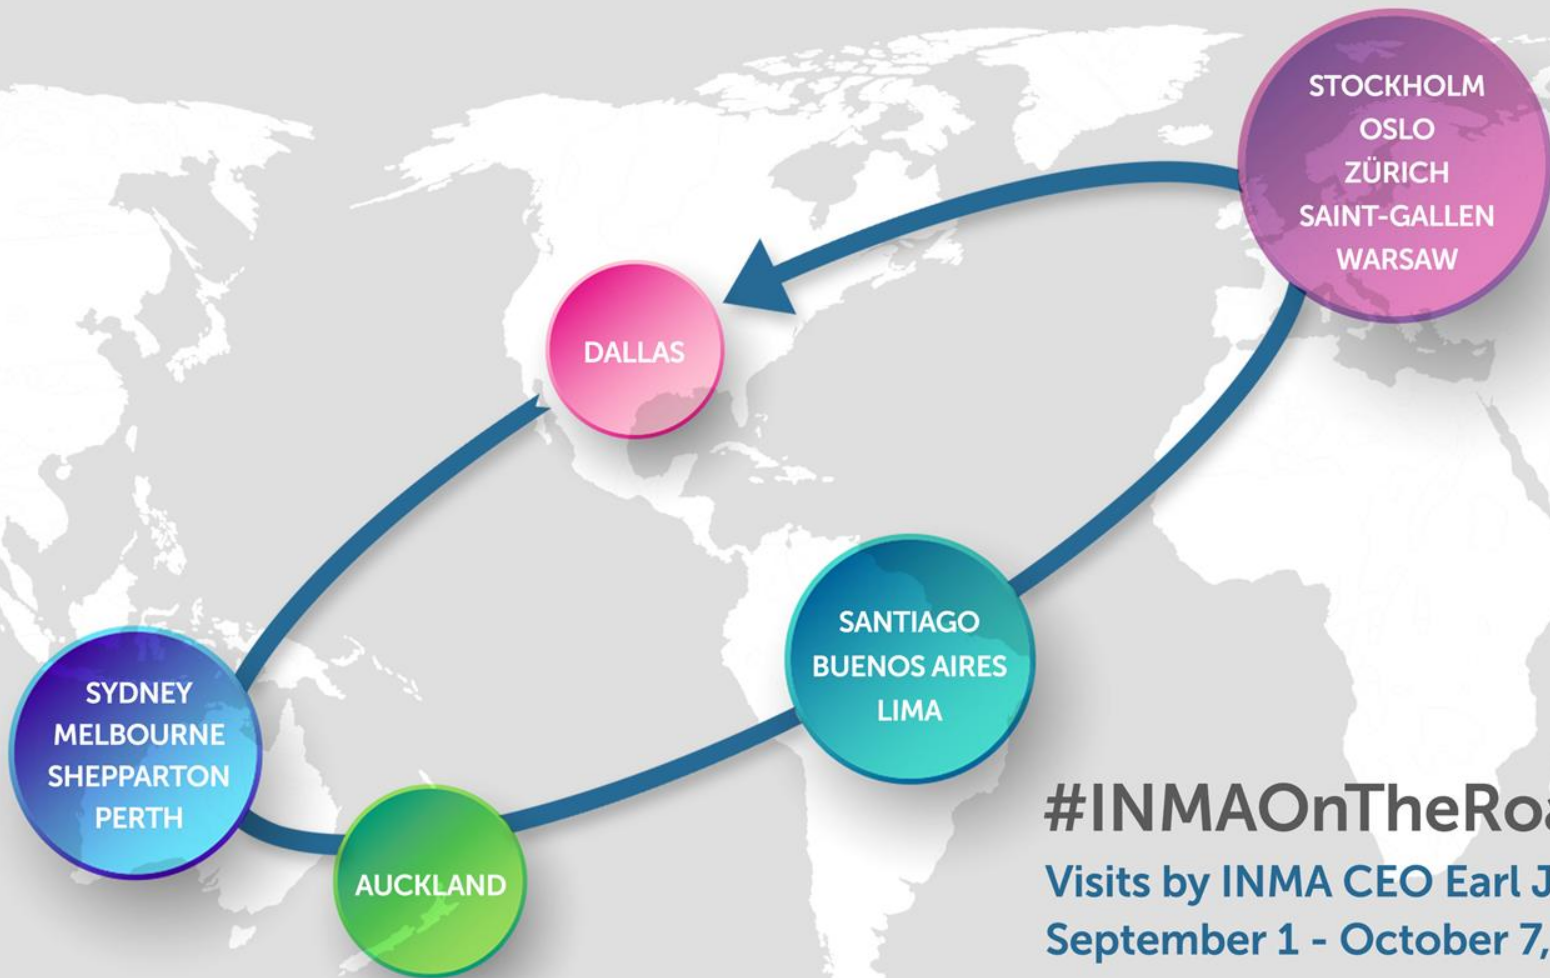 STOCKHOLM
OSLO
ZÜRICH
SAINT-GALLEN
WARSAW
DALLAS
SANTIAGO
BUENOS AIRES
LIMA
SYDNEY
MELBOURNE
SHEPPARTON
PERTH
AUCKLAND
#INMAOnTheRoa
Visits by INMA CEO Earl J
September 1 - October 7,